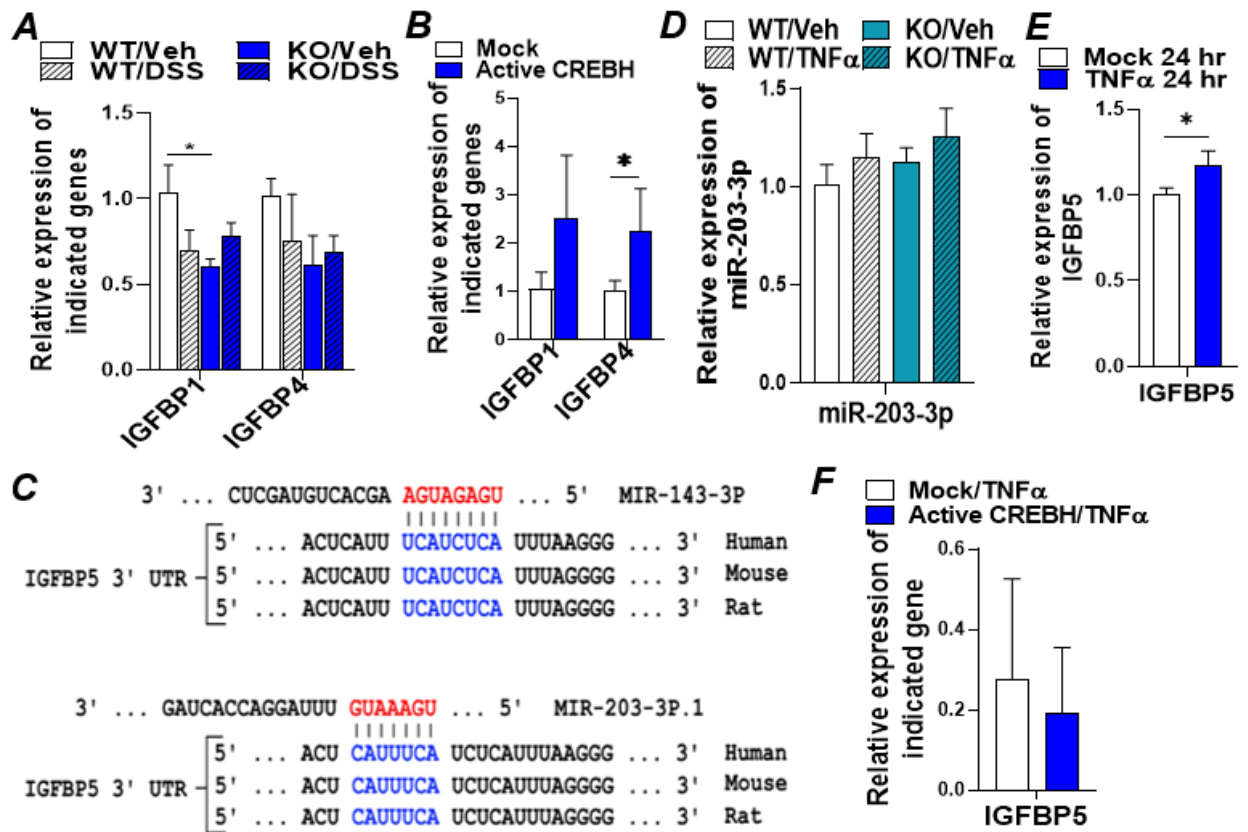 A
WT/Veh KO/Veh
WT/DSS KO/DSS
Relative expression of
indicated genes
1.5
1.0
0.5
0.0
*
IGFBP1 IGFBP4
B
Mock
Active CREBH
Relative expression of
indicated genes
5
4
3
2
1
0
*
IGFBP1 IGFBP4
D
WT/Veh KO/Veh
WT/TNFα KO/TNFα
Relative expression of
miR-203-3p
1.5
1.0
0.5
0.0
miR-203-3p
E
Mock 24 hr
TNFα 24 hr
Relative expression of
IGFBP5
1.5
1.0
0.5
0.0
*
IGFBP5
C
3' ... CUCGAUGUCACGA AGUAGAGU ... 5' MIR-143-3P
5' ... ACUCAUU UCAUCUCA UUUAAGGG ... 3' Human
IGFBP5 3' UTR 5' ... ACUCAUU UCAUCUCA UUUAGGGG ... 3' Mouse
5' ... ACUCAUU UCAUCUCA UUUAGGGG ... 3' Rat
3' ... GAUCACCAGGAUUU GUAAAGU ... 5' MIR-203-3P.1
5' ... ACU CAUUUCA UCUCAUUUAAGGG ... 3' Human
IGFBP5 3' UTR 5' ... ACU CAUUUCA UCUCAUUUAGGGG ... 3' Mouse
5' ... ACU CAUUUCA UCUCAUUUAGGGG ... 3' Rat
F
Mock/TNFα
Active CREBH/TNFα
Relative expression of
indicated gene
0.6
0.4
0.2
0.0
IGFBP5